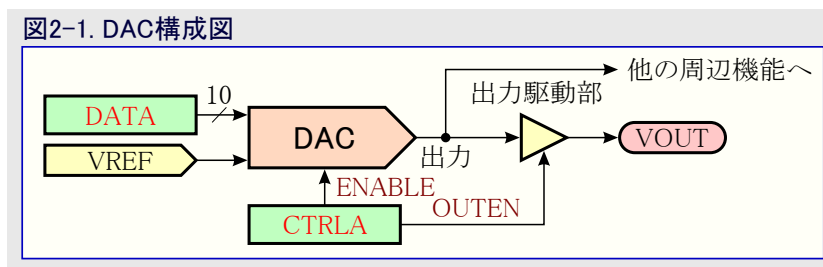 図2-1. DAC構成図
他の周辺機能へ
10
出力駆動部
DATA
DAC
VOUT
出力
VREF
ENABLE
OUTEN
CTRLA